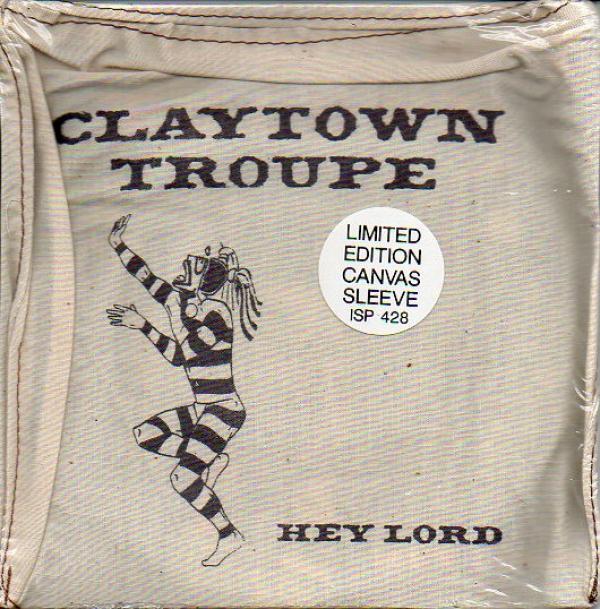 CLAYTOWN
TROUPE
LIMITED
EDITION
CANVAS
SLEEVE
ISP 428
HEY LORD